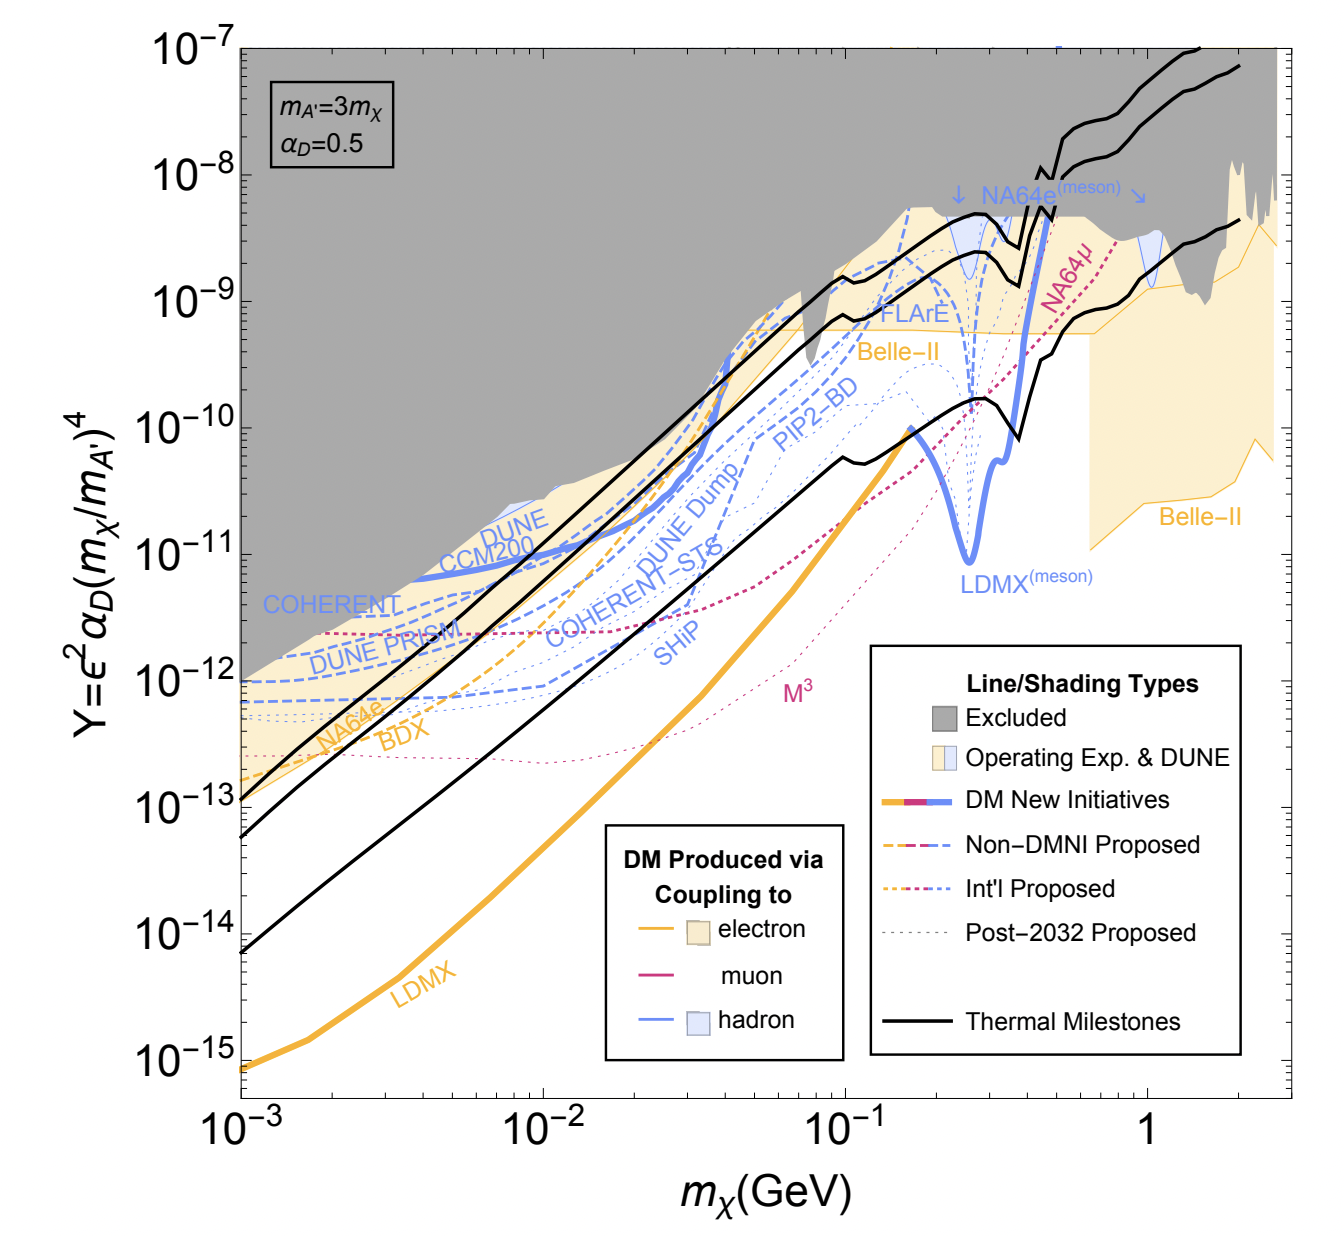 10⁻⁷
10⁻⁸
10⁻⁹
10⁻¹⁰
10⁻¹¹
10⁻¹²
10⁻¹³
10⁻¹⁴
10⁻¹⁵
Y=ϵ²α_D(m_χ/m_A')⁴
m_A'=3m_χ
α_D=0.5
↓ NA64e(meson) ↘
NA64μ
FLArE
Belle−II
PIP2−BD
DUNE
CCM200
DUNE Dump
COHERENT
COHERENT−STS
DUNE PRISM
SHiP
NA64e
BDX
M³
LDMX
LDMX(meson)
Belle−II
DM Produced via
Coupling to
electron
muon
hadron
Line/Shading Types
Excluded
Operating Exp. & DUNE
DM New Initiatives
Non−DMNI Proposed
Int'l Proposed
Post−2032 Proposed
Thermal Milestones
10⁻³
10⁻²
10⁻¹
1
m_χ(GeV)